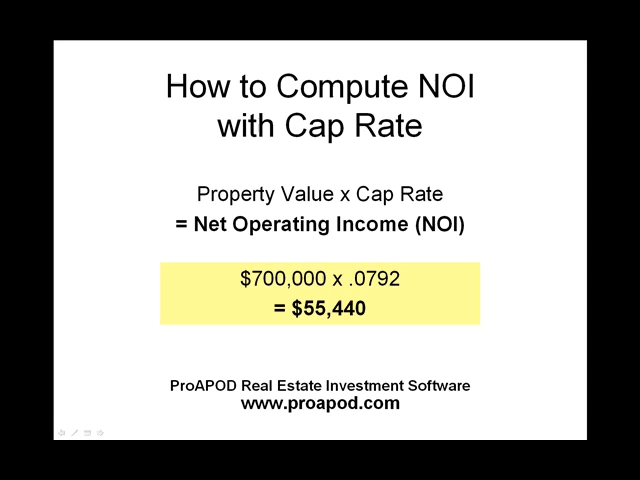 How to Compute NOI
with Cap Rate
Property Value x Cap Rate
= Net Operating Income (NOI)
$700,000 x .0792
= $55,440
ProAPOD Real Estate Investment Software
www.proapod.com